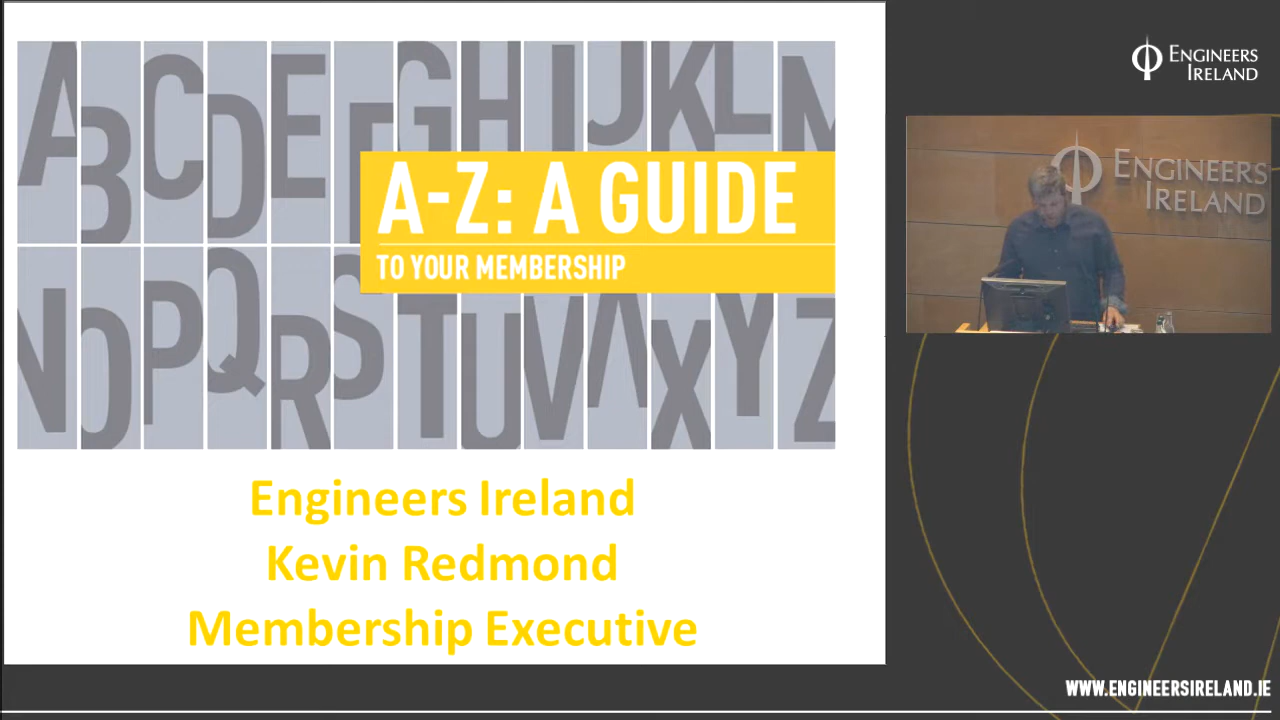 A B C D E F G H I J K L M
A-Z: A GUIDE
TO YOUR MEMBERSHIP
N O P Q R S T U V W X Y Z
Engineers Ireland
Kevin Redmond
Membership Executive
ENGINEERS
IRELAND
ENGINEERS
IRELAND
WWW.ENGINEERSIRELAND.IE